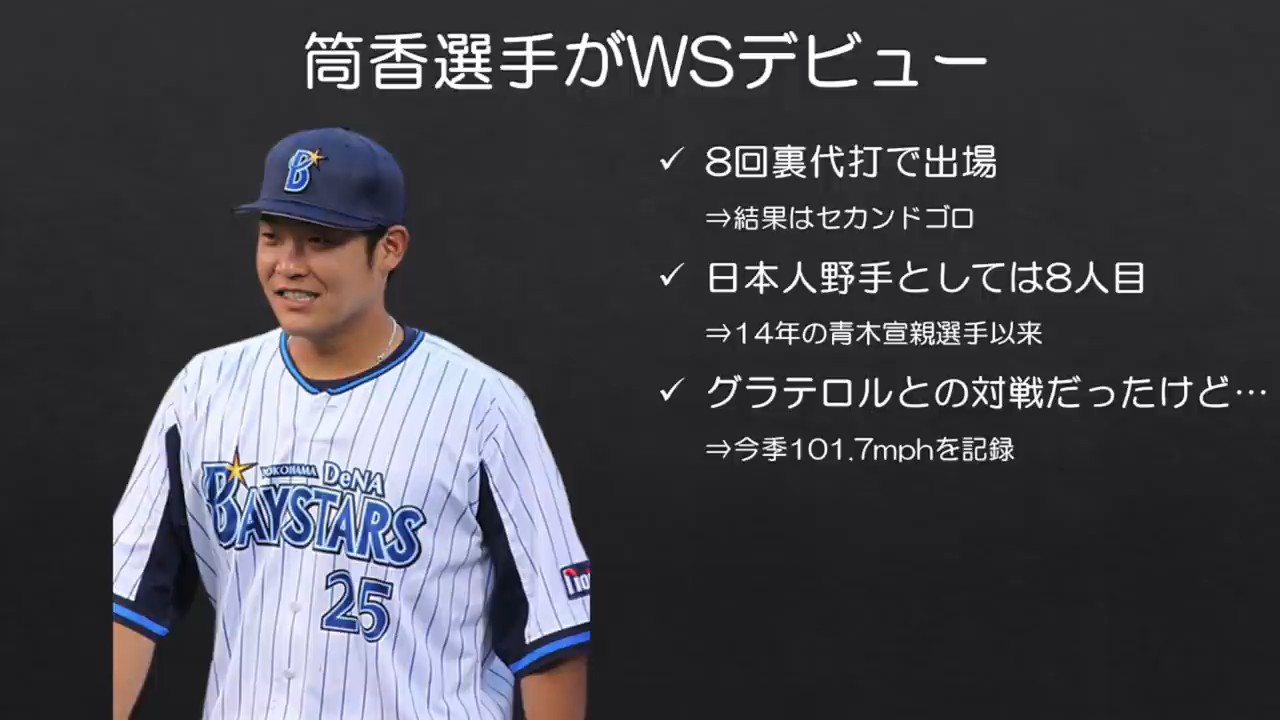 筒香選手がWSデビュー
✓ 8回裏代打で出場
⇒結果はセカンドゴロ
✓ 日本人野手としては8人目
⇒14年の青木宣親選手以来
✓ グラテロルとの対戦だったけど…
⇒今季101.7mphを記録
B
YOKOHAMA DeNA
BAYSTARS
25